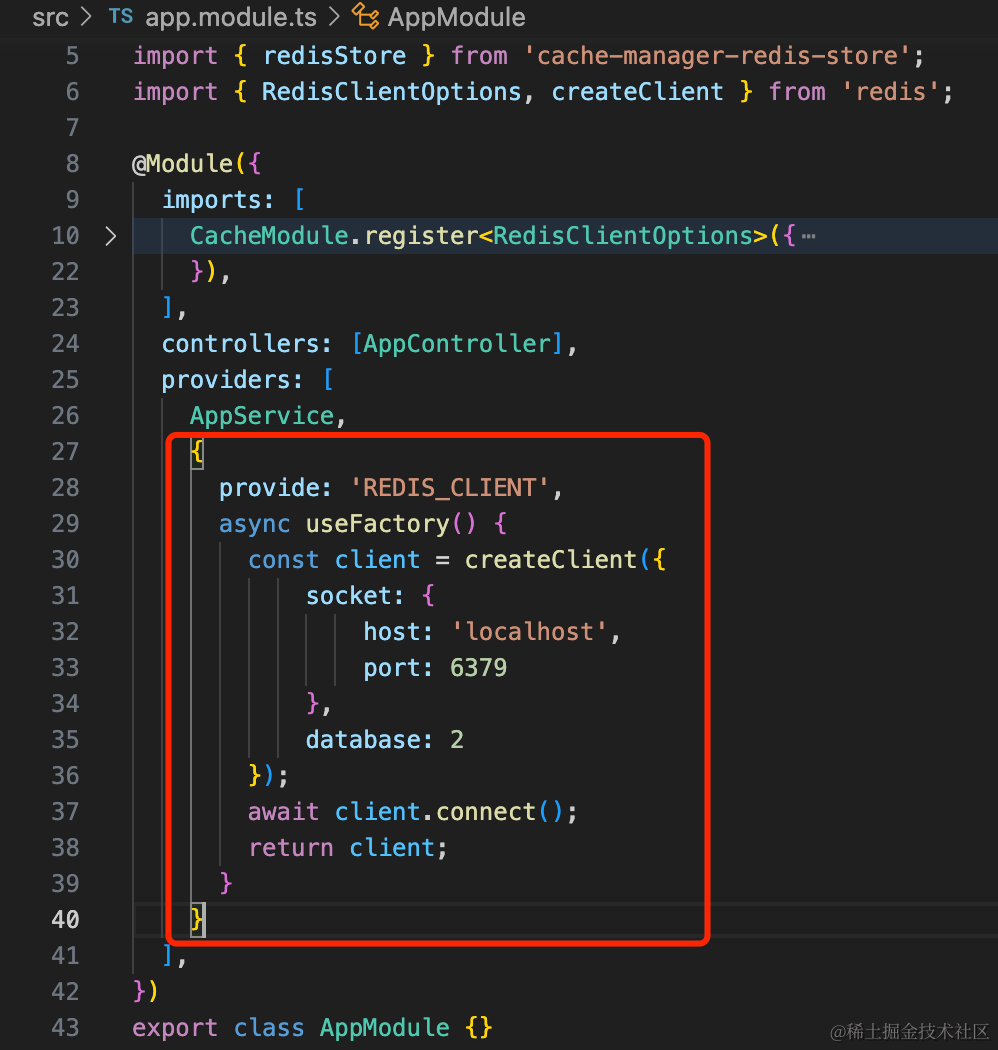 src > TS app.module.ts > AppModule
5 import { redisStore } from 'cache-manager-redis-store';
6 import { RedisClientOptions, createClient } from 'redis';
7
8 @Module({
9   imports: [
10 >   CacheModule.register<RedisClientOptions>({ ⋯
22     }),
23   ],
24   controllers: [AppController],
25   providers: [
26     AppService,
27     {
28       provide: 'REDIS_CLIENT',
29       async useFactory() {
30         const client = createClient({
31             socket: {
32                 host: 'localhost',
33                 port: 6379
34             },
35             database: 2
36         });
37         await client.connect();
38         return client;
39       }
40     }
41   ],
42 })
43 export class AppModule {}
@稀土掘金技术社区